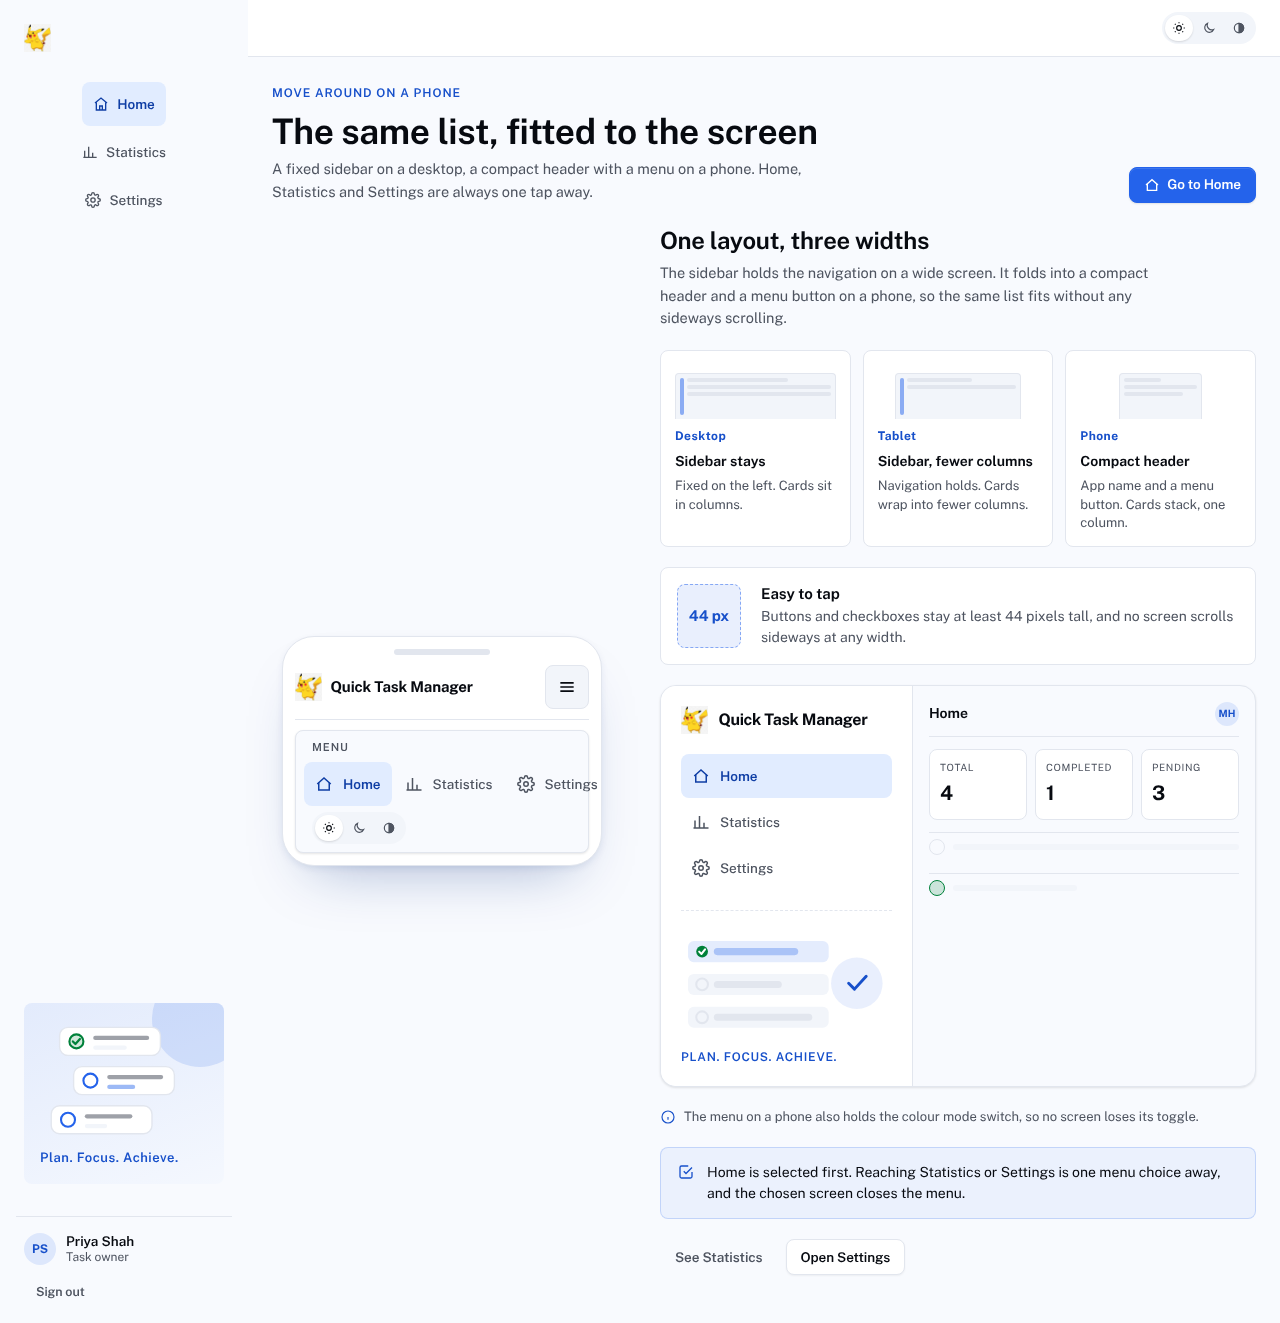 Home
Statistics
Settings
Plan. Focus. Achieve.
PS
Priya Shah
Task owner
Sign out
MOVE AROUND ON A PHONE
The same list, fitted to the screen
A fixed sidebar on a desktop, a compact header with a menu on a phone. Home,
Statistics and Settings are always one tap away.
Go to Home
Quick Task Manager
MENU
Home
Statistics
Settings
One layout, three widths
The sidebar holds the navigation on a wide screen. It folds into a compact
header and a menu button on a phone, so the same list fits without any
sideways scrolling.
Desktop
Sidebar stays
Fixed on the left. Cards sit
in columns.
Tablet
Sidebar, fewer columns
Navigation holds. Cards
wrap into fewer columns.
Phone
Compact header
App name and a menu
button. Cards stack, one
column.
44 px
Easy to tap
Buttons and checkboxes stay at least 44 pixels tall, and no screen scrolls
sideways at any width.
Quick Task Manager
Home
Statistics
Settings
PLAN. FOCUS. ACHIEVE.
Home
MH
TOTAL
4
COMPLETED
1
PENDING
3
The menu on a phone also holds the colour mode switch, so no screen loses its toggle.
Home is selected first. Reaching Statistics or Settings is one menu choice away,
and the chosen screen closes the menu.
See Statistics
Open Settings